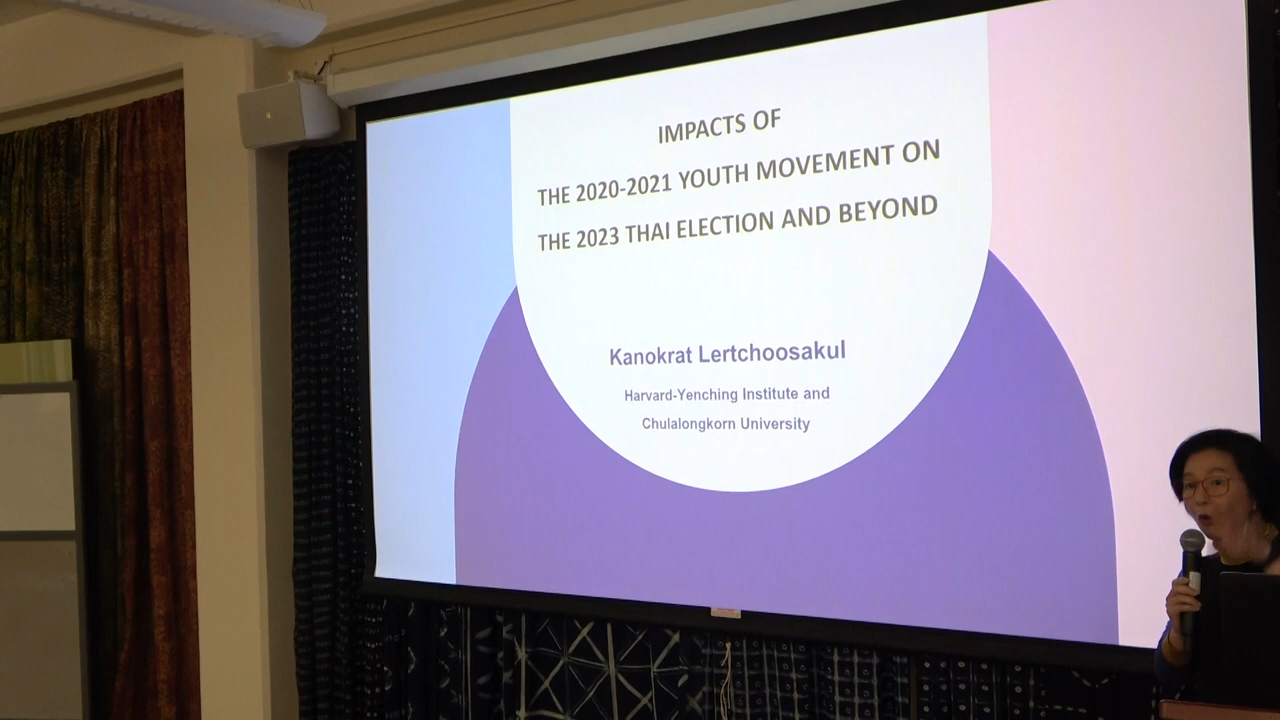 IMPACTS OF
THE 2020-2021 YOUTH MOVEMENT ON
THE 2023 THAI ELECTION AND BEYOND
Kanokrat Lertchoosakul
Harvard-Yenching Institute and
Chulalongkorn University